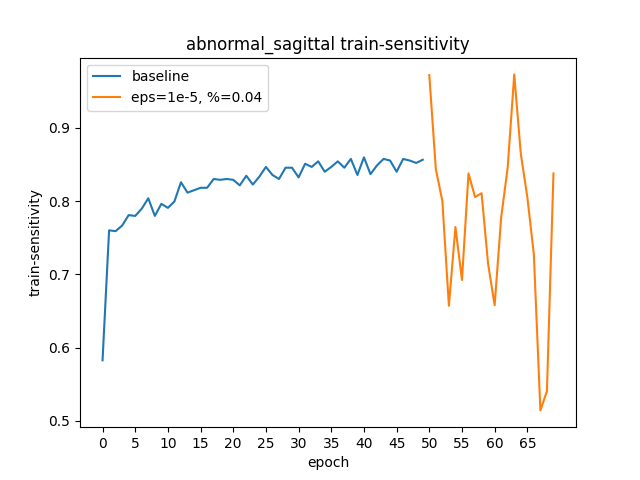 abnormal_sagittal train-sensitivity
baseline
eps=1e-5, %=0.04
train-sensitivity
0.9
0.8
0.7
0.6
0.5
0 5 10 15 20 25 30 35 40 45 50 55 60 65
epoch